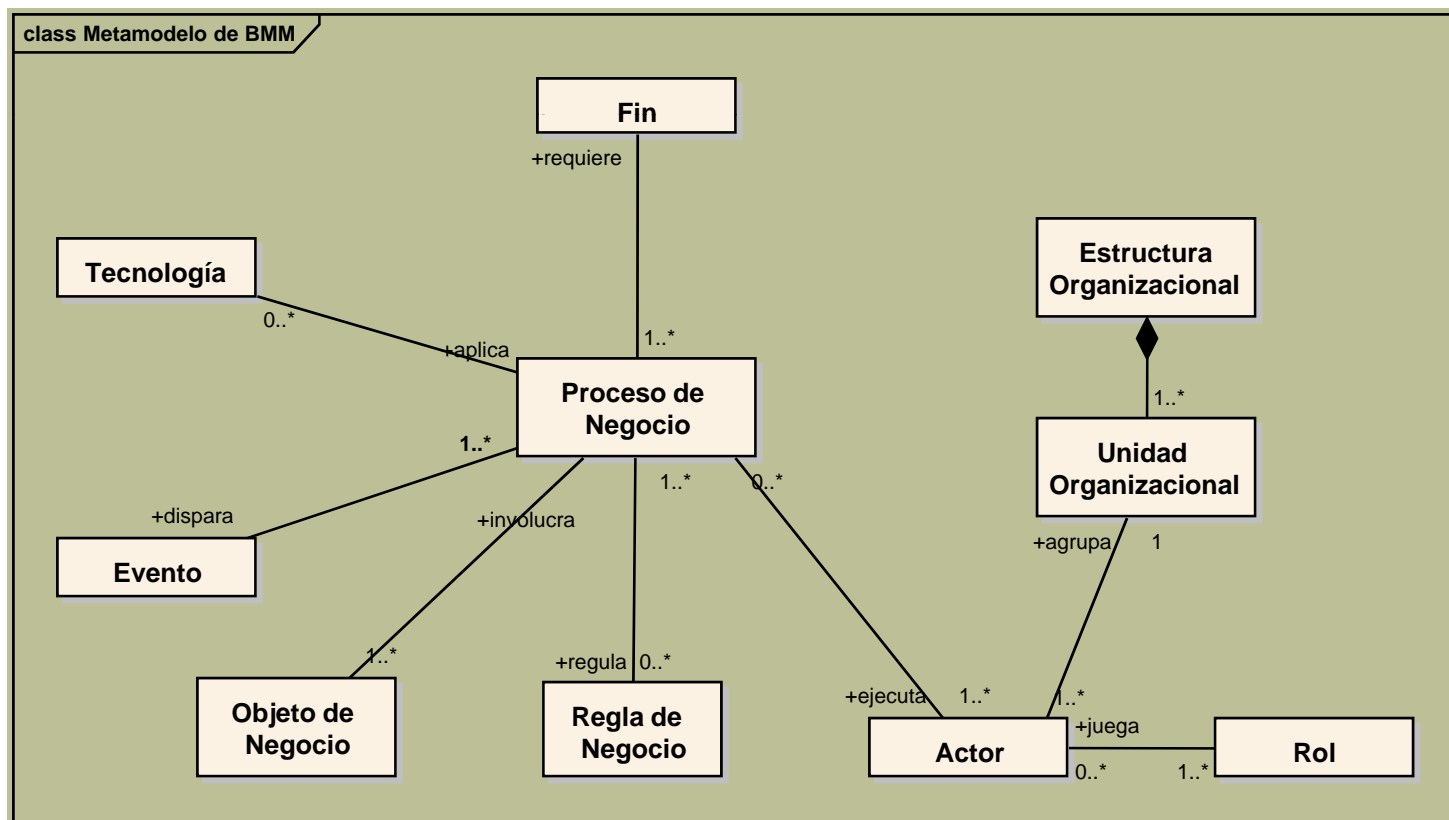 class Metamodelo de BMM
Fin
+requiere
1..*
Tecnología
0..*
+aplica
Estructura
Organizacional
1..*
Proceso de
Negocio
1..*
1..*
0..*
Unidad
Organizacional
+agrupa
1
+dispara
Evento
+involucra
1..*
Objeto de
Negocio
+regula
0..*
Regla de
Negocio
+ejecuta
1..*
1..*
Actor
+juega
0..*
1..*
Rol